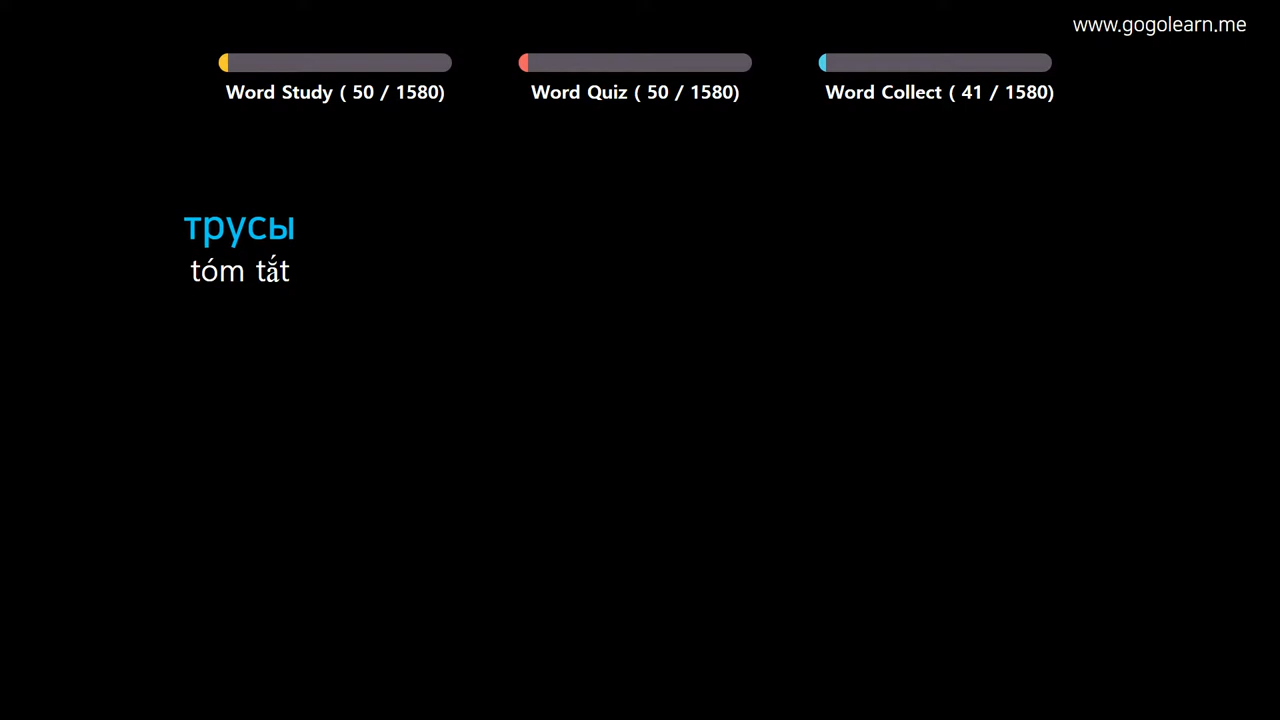 www.gogolearn.me
Word Study ( 50 / 1580)
Word Quiz ( 50 / 1580)
Word Collect ( 41 / 1580)
трусы
tóm tắt